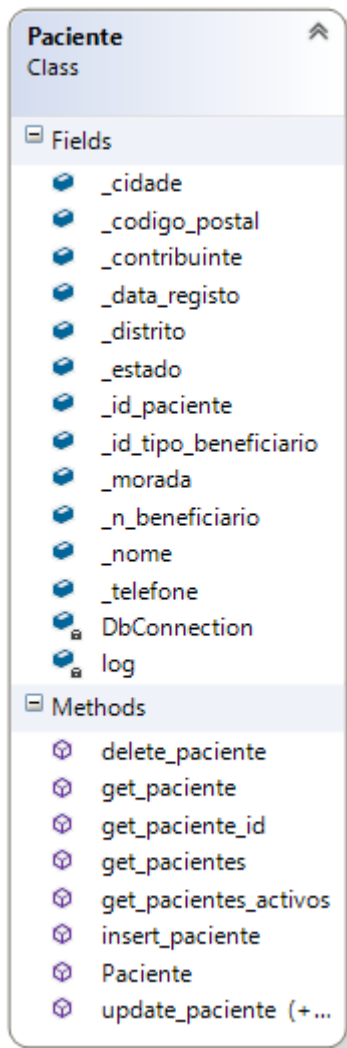 Paciente
Class
Fields
_cidade
_codigo_postal
_contribuinte
_data_registo
_distrito
_estado
_id_paciente
_id_tipo_beneficiario
_morada
_n_beneficiario
_nome
_telefone
DbConnection
log
Methods
delete_paciente
get_paciente
get_paciente_id
get_pacientes
get_pacientes_activos
insert_paciente
Paciente
update_paciente (+...